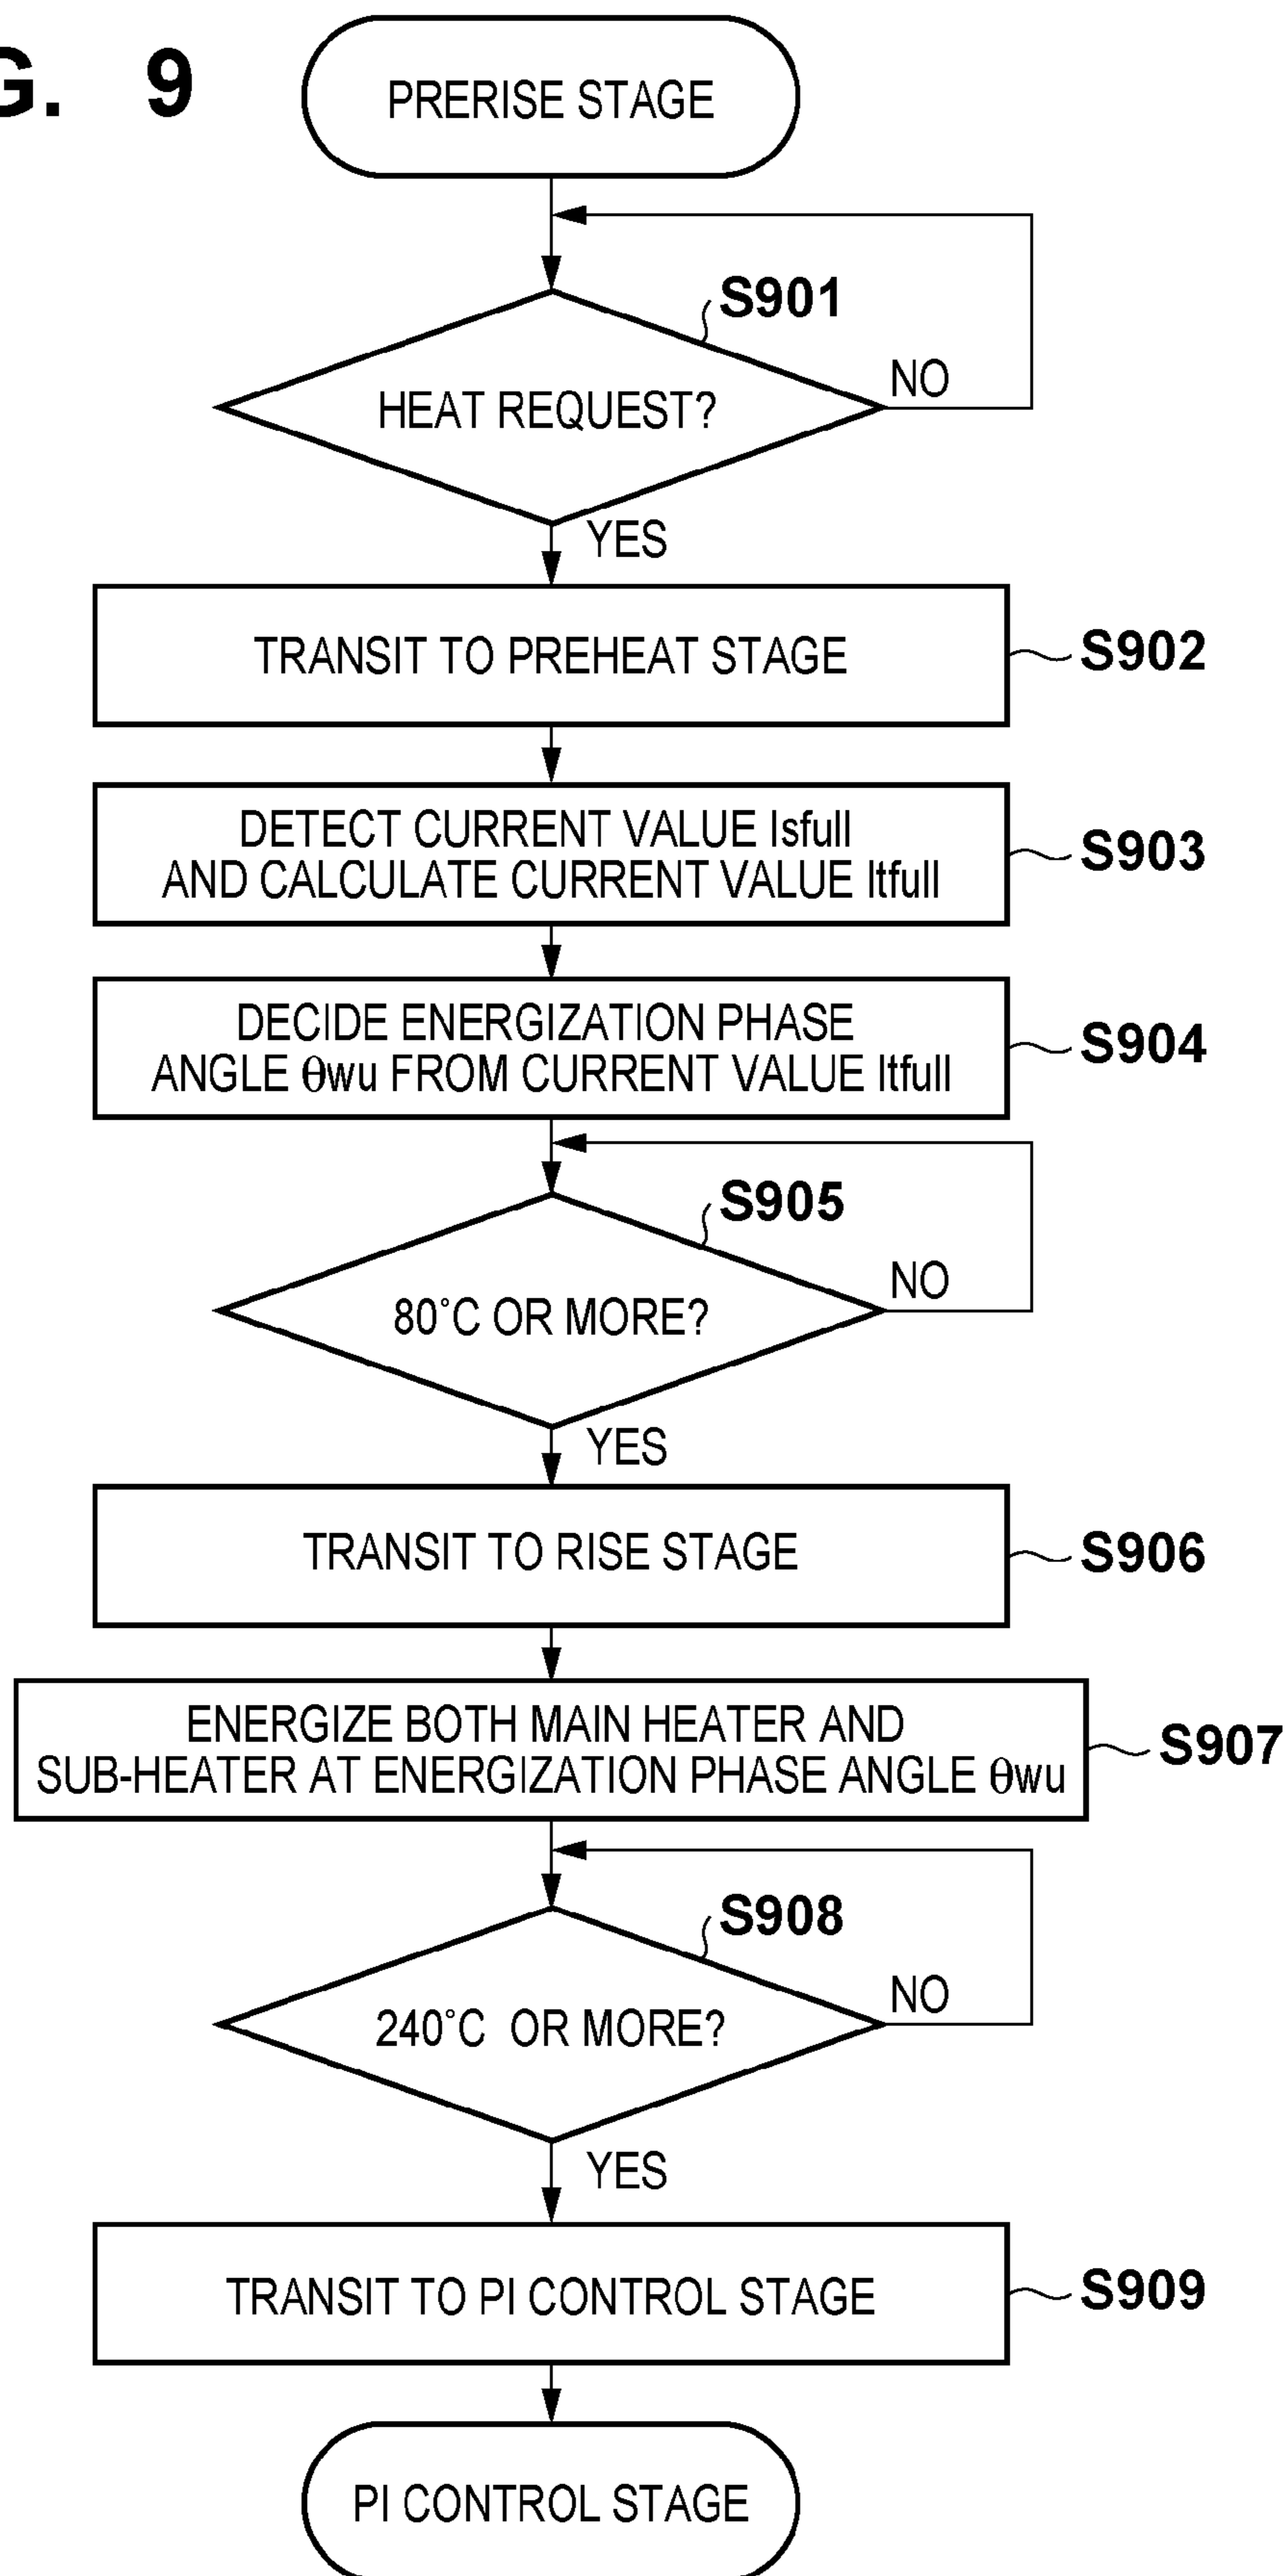 G. 9
PRERISE STAGE
S901
HEAT REQUEST?
NO
YES
TRANSIT TO PREHEAT STAGE
S902
DETECT CURRENT VALUE Isfull
AND CALCULATE CURRENT VALUE Itfull
S903
DECIDE ENERGIZATION PHASE
ANGLE θwu FROM CURRENT VALUE Itfull
S904
S905
80°C OR MORE?
NO
YES
TRANSIT TO RISE STAGE
S906
ENERGIZE BOTH MAIN HEATER AND
SUB-HEATER AT ENERGIZATION PHASE ANGLE θwu
S907
S908
240°C OR MORE?
NO
YES
TRANSIT TO PI CONTROL STAGE
S909
PI CONTROL STAGE